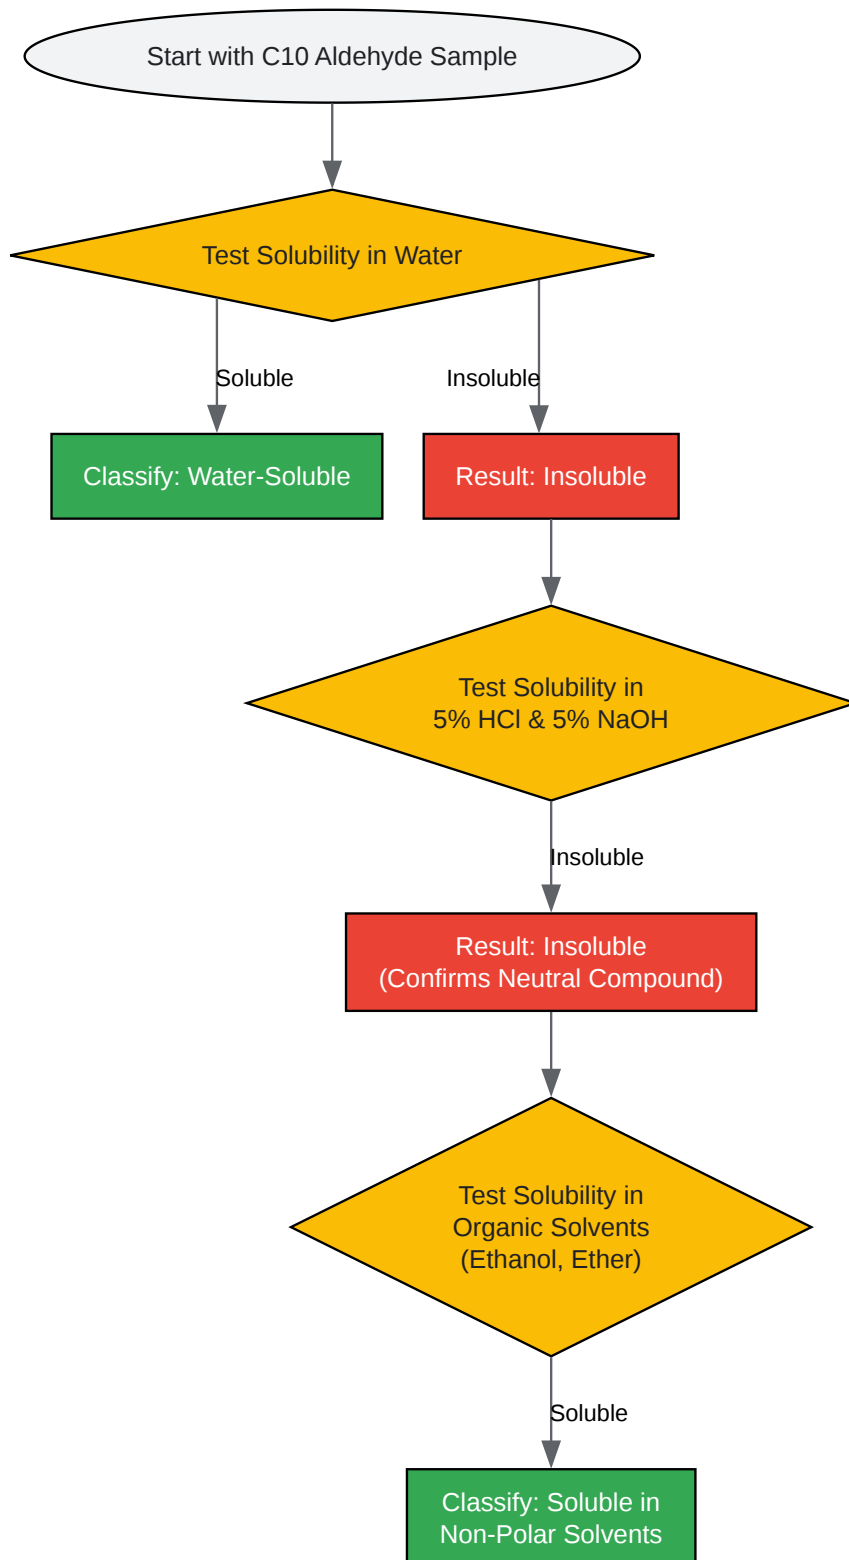 Start with C10 Aldehyde Sample
Test Solubility in Water
Soluble
Insoluble
Classify: Water-Soluble
Result: Insoluble
Test Solubility in
5% HCl & 5% NaOH
Insoluble
Result: Insoluble
(Confirms Neutral Compound)
Test Solubility in
Organic Solvents
(Ethanol, Ether)
Soluble
Classify: Soluble in
Non-Polar Solvents